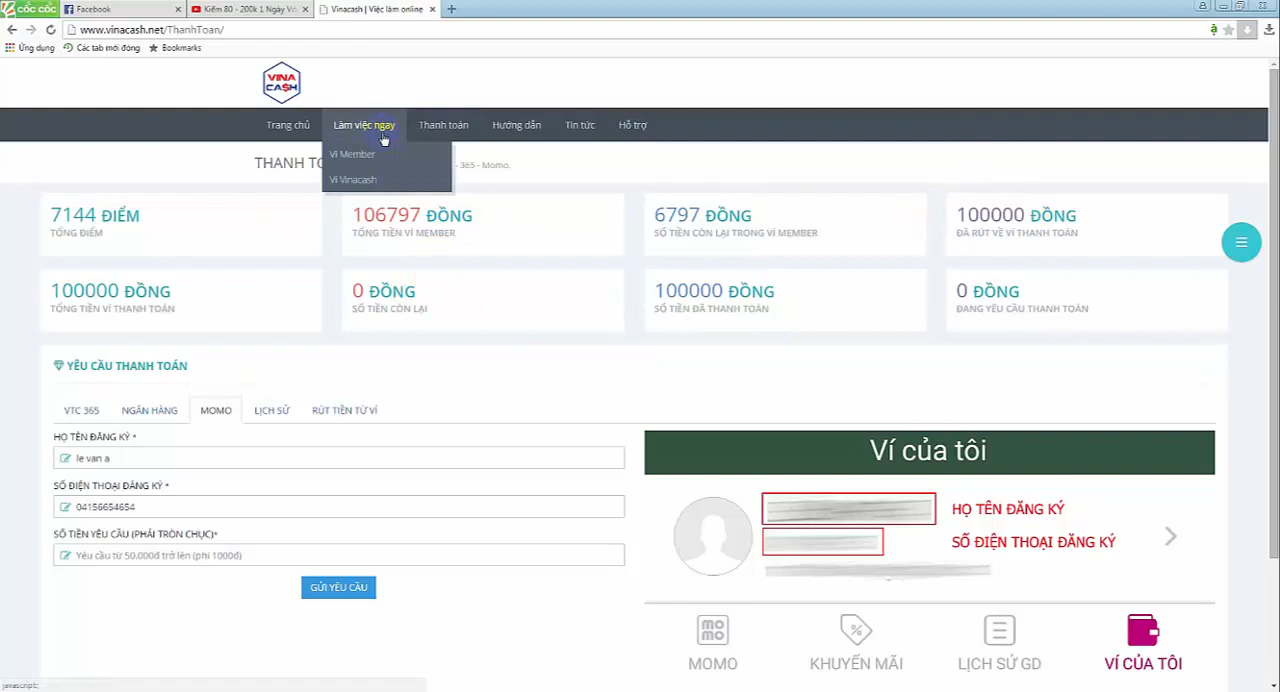 cốc cốc
Facebook
Kiếm 80 - 200k 1 Ngày Vớ
Vinacash | Việc làm online
www.vinacash.net/ThanhToan/
Ứng dụng
Các tab mới đóng
Bookmarks
VINA
CA$H
Trang chủ
Làm việc ngay
Thanh toán
Hướng dẫn
Tin tức
Hỗ trợ
Ví Member
Ví Vinacash
THANH TO
- 365 - Momo.
7144 ĐIỂM
TỔNG ĐIỂM
106797 ĐỒNG
TỔNG TIỀN VÍ MEMBER
6797 ĐỒNG
SỐ TIỀN CÒN LẠI TRONG VÍ MEMBER
100000 ĐỒNG
ĐÃ RÚT VỀ VÍ THANH TOÁN
100000 ĐỒNG
TỔNG TIỀN VÍ THANH TOÁN
0 ĐỒNG
SỐ TIỀN CÒN LẠI
100000 ĐỒNG
SỐ TIỀN ĐÃ THANH TOÁN
0 ĐỒNG
ĐANG YÊU CẦU THANH TOÁN
YÊU CẦU THANH TOÁN
VTC 365
NGÂN HÀNG
MOMO
LỊCH SỬ
RÚT TIỀN TỪ VÍ
HỌ TÊN ĐĂNG KÝ *
le van a
SỐ ĐIỆN THOẠI ĐĂNG KÝ *
04156654654
SỐ TIỀN YÊU CẦU (PHẢI TRÒN CHỤC)*
Yêu cầu từ 50.000đ trở lên (phí 1000đ)
GỬI YÊU CẦU
Ví của tôi
HỌ TÊN ĐĂNG KÝ
SỐ ĐIỆN THOẠI ĐĂNG KÝ
mo
mo
MOMO
KHUYẾN MÃI
LỊCH SỬ GD
VÍ CỦA TÔI
javascript:;